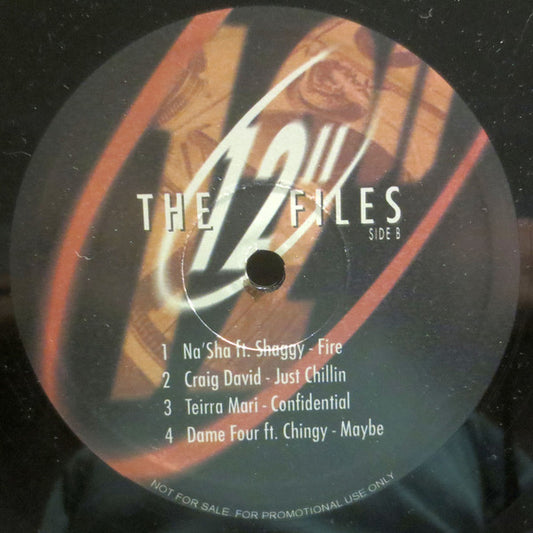 THE 12" FILES
SIDE B
1 Na'Sha ft. Shaggy - Fire
2 Craig David - Just Chillin
3 Teirra Mari - Confidential
4 Dame Four ft. Chingy - Maybe
NOT FOR SALE. FOR PROMOTIONAL USE ONLY